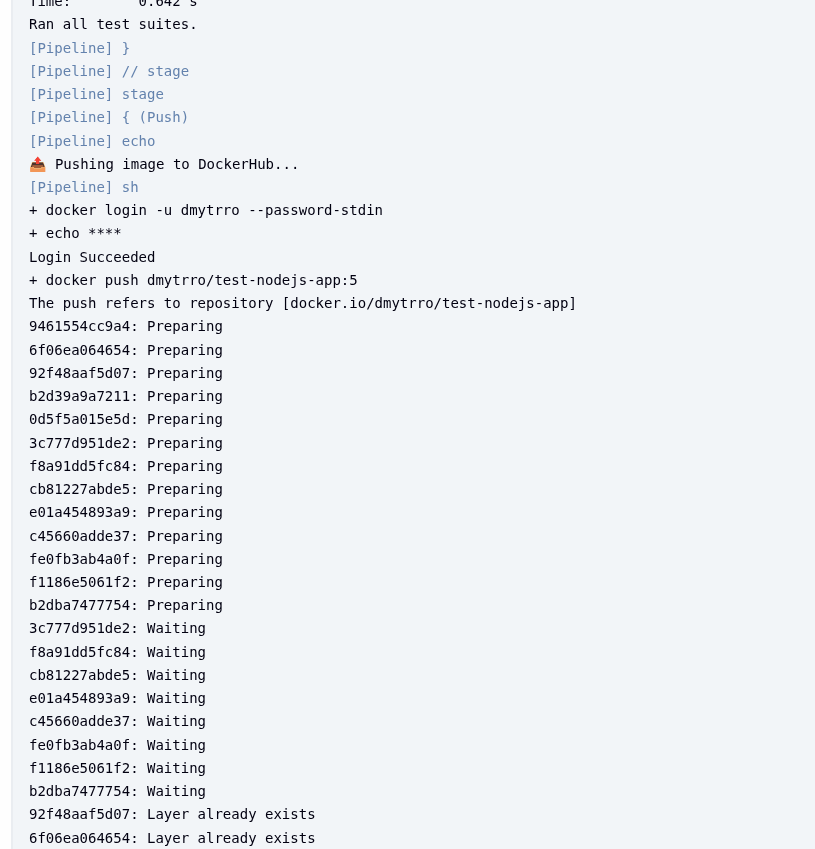 Time:        0.642 s
Ran all test suites.
[Pipeline] }
[Pipeline] // stage
[Pipeline] stage
[Pipeline] { (Push)
[Pipeline] echo
📤 Pushing image to DockerHub...
[Pipeline] sh
+ docker login -u dmytrro --password-stdin
+ echo ****
Login Succeeded
+ docker push dmytrro/test-nodejs-app:5
The push refers to repository [docker.io/dmytrro/test-nodejs-app]
9461554cc9a4: Preparing
6f06ea064654: Preparing
92f48aaf5d07: Preparing
b2d39a9a7211: Preparing
0d5f5a015e5d: Preparing
3c777d951de2: Preparing
f8a91dd5fc84: Preparing
cb81227abde5: Preparing
e01a454893a9: Preparing
c45660adde37: Preparing
fe0fb3ab4a0f: Preparing
f1186e5061f2: Preparing
b2dba7477754: Preparing
3c777d951de2: Waiting
f8a91dd5fc84: Waiting
cb81227abde5: Waiting
e01a454893a9: Waiting
c45660adde37: Waiting
fe0fb3ab4a0f: Waiting
f1186e5061f2: Waiting
b2dba7477754: Waiting
92f48aaf5d07: Layer already exists
6f06ea064654: Layer already exists